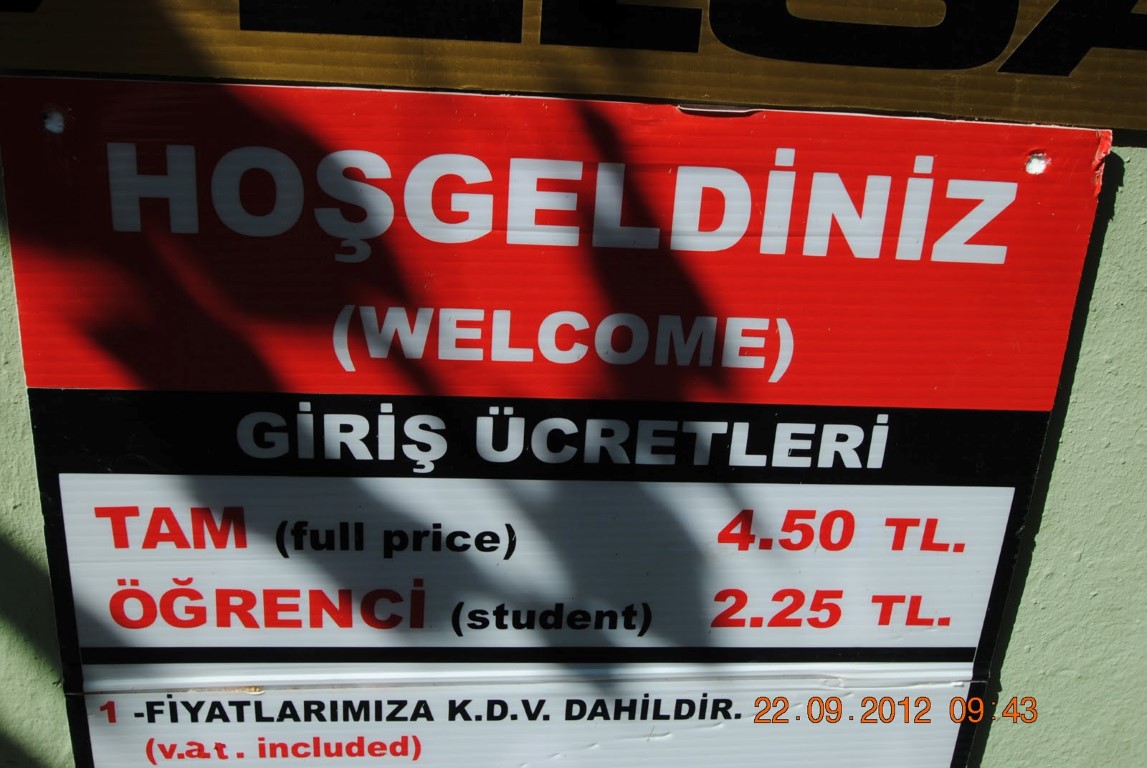 HOŞGELDİNİZ
(WELCOME)
GİRİŞ ÜCRETLERİ
TAM (full price) 4.50 TL.
ÖĞRENCİ (student) 2.25 TL.
1 -FİYATLARIMIZA K.D.V. DAHİLDİR.
(v.a.t. included)
22.09.2012 09:43